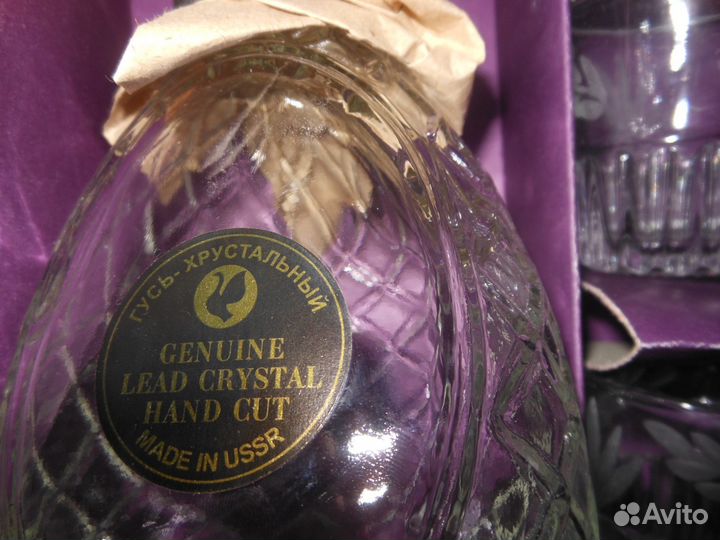 ГУСЬ-ХРУСТАЛЬНЫЙ
GENUINE
LEAD CRYSTAL
HAND CUT
MADE IN USSR
Avito